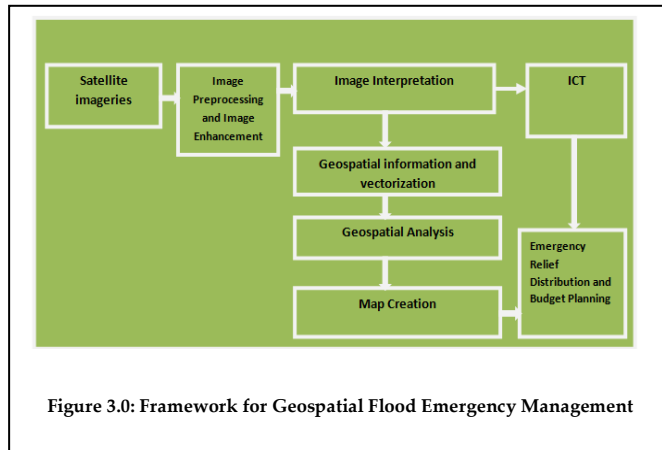 Satellite
imageries
Image
Preprocessing
and Image
Enhancement
Image Interpretation
ICT
Geospatial information and
vectorization
Geospatial Analysis
Map Creation
Emergency
Relief
Distribution and
Budget Planning
Figure 3.0: Framework for Geospatial Flood Emergency Management